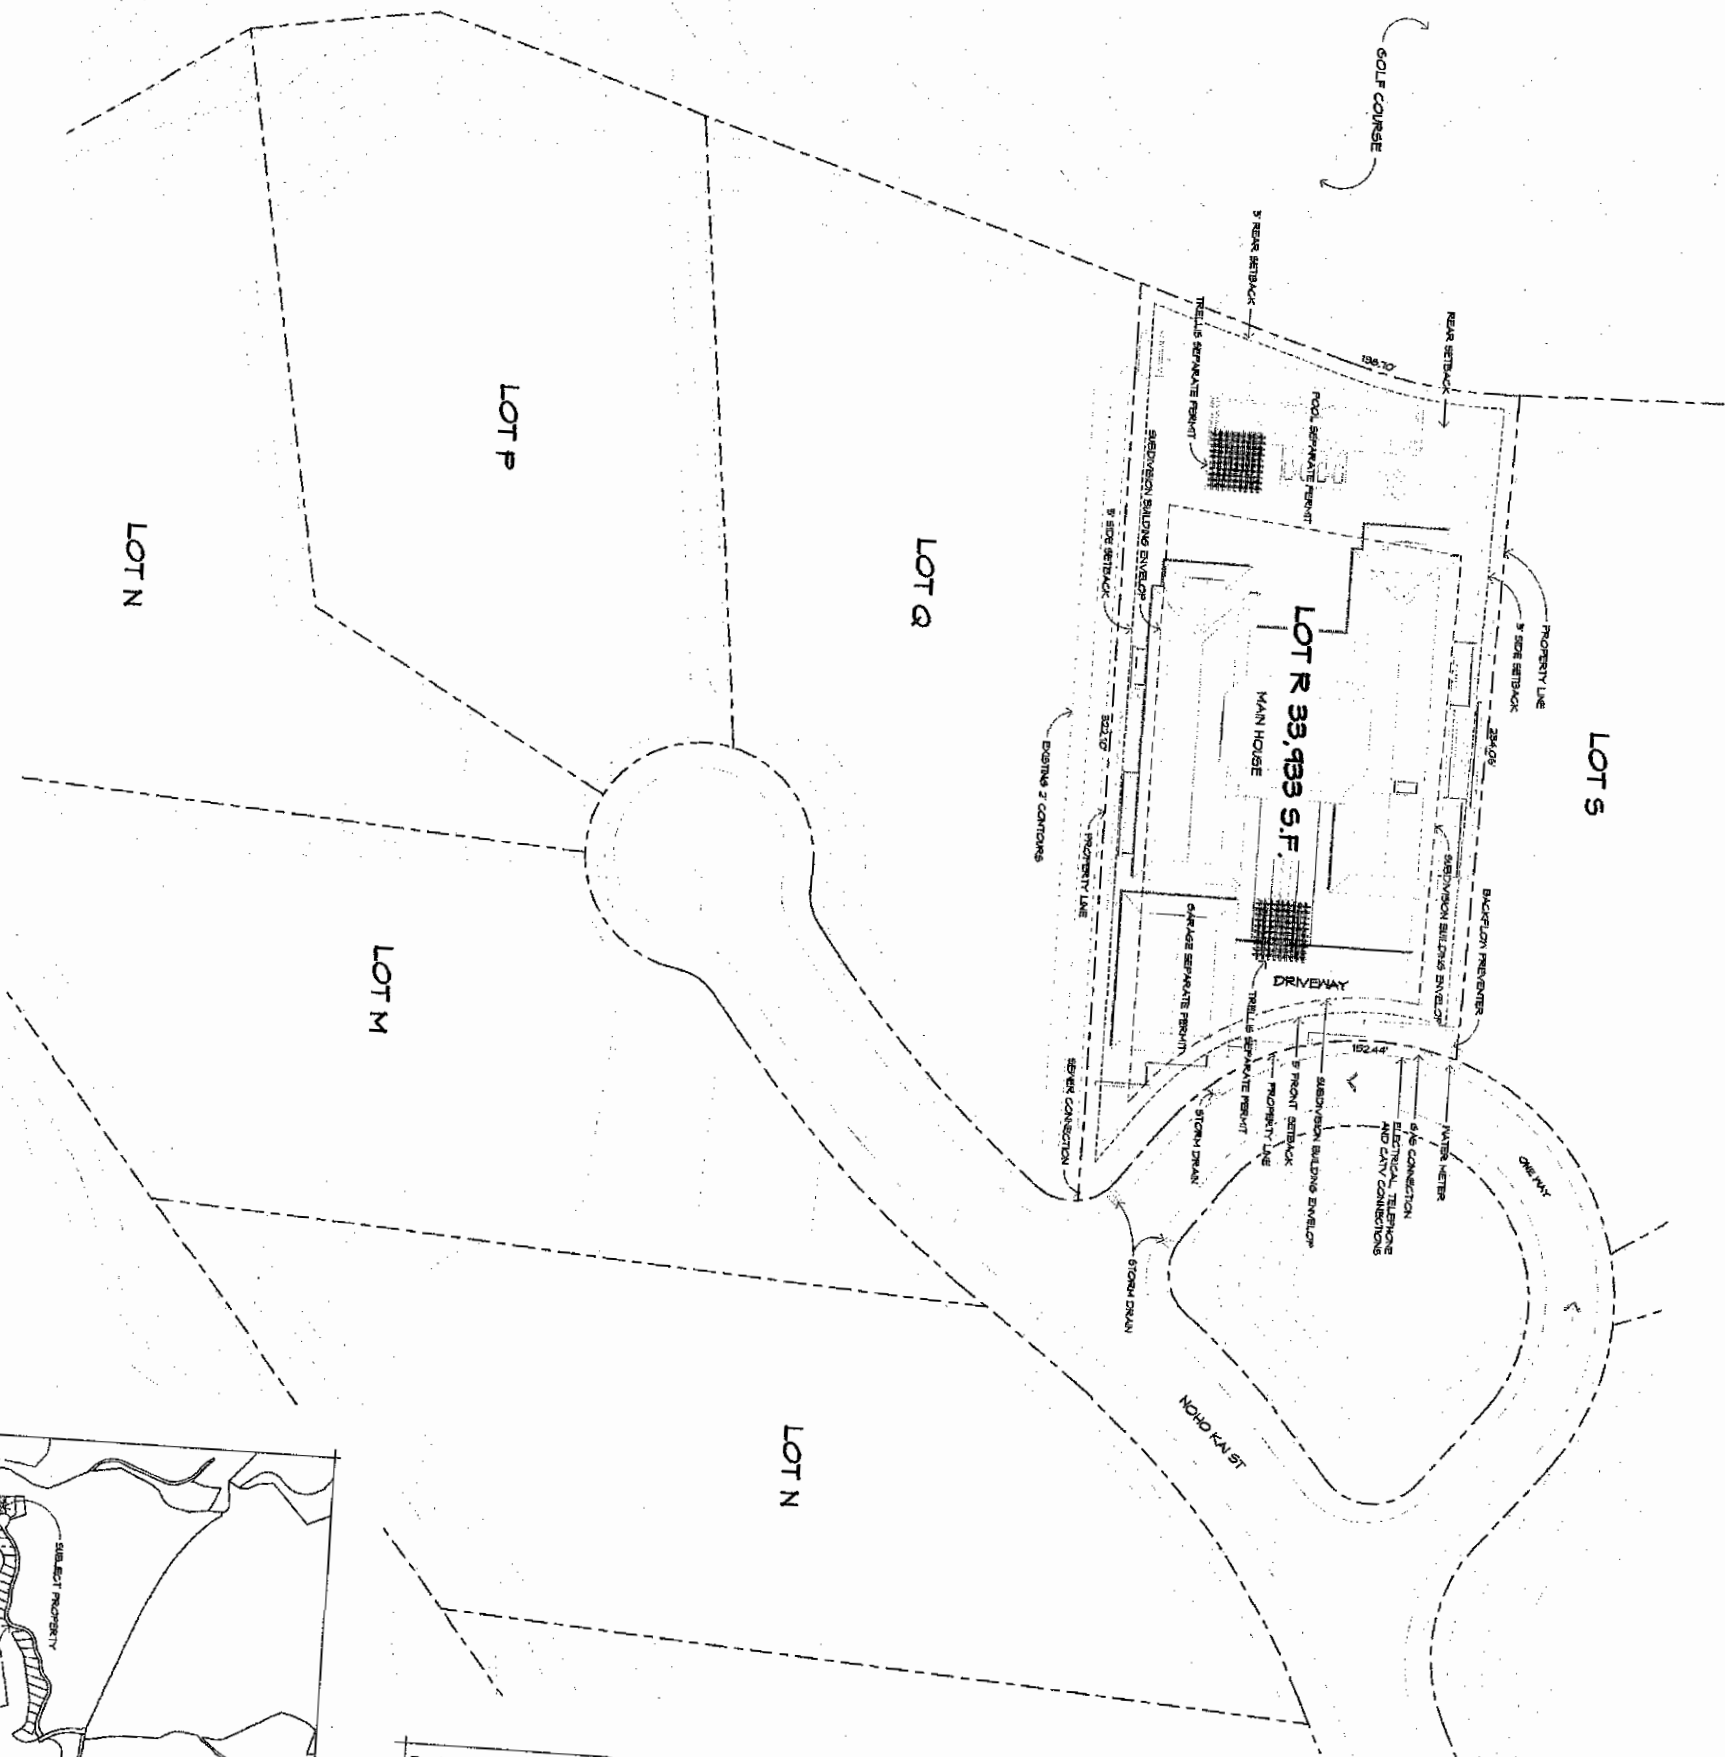 GOLF COURSE
5' REAR SETBACK
TRELLIS SEPARATE PERMIT
REAR SETBACK
198.70'
POOL SEPARATE PERMIT
SUBDIVISION BUILDING ENVELOP
5' SIDE SETBACK
PROPERTY LINE
5' SIDE SETBACK
LOT P
LOT N
LOT Q
LOT R 33,933 S.F.
MAIN HOUSE
LOT S
EXISTING 2' CONTOURS
PROPERTY LINE
SUBDIVISION BUILDING ENVELOP
BACKFLOW PREVENTER
GARAGE SEPARATE PERMIT
DRIVEWAY
TRELLIS SEPARATE PERMIT
LOT M
152.44'
SEWER CONNECTION
STORM DRAIN
PROPERTY LINE
5' FRONT SETBACK
SUBDIVISION BUILDING ENVELOP
ELECTRICAL, TELEPHONE
AND CATV CONNECTIONS
GAS CONNECTION
WATER METER
ONE WAY
STORM DRAIN
NOHO KAI ST
LOT N
SUBJECT PROPERTY